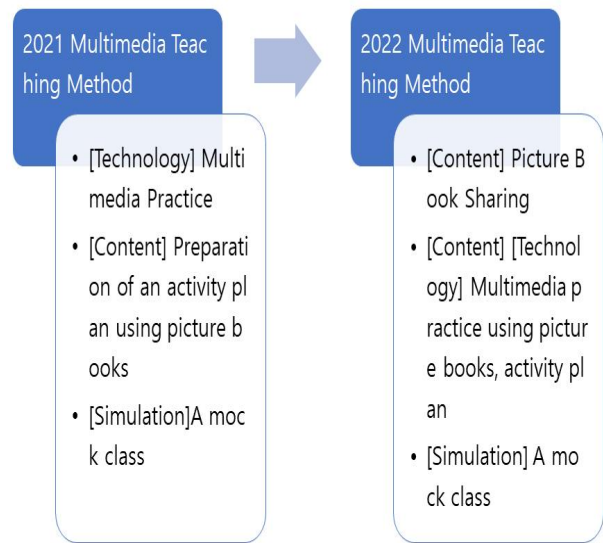 2021 Multimedia Teac
hing Method
• [Technology] Multi
media Practice
• [Content] Preparati
on of an activity pl
an using picture b
ooks
• [Simulation]A moc
k class
2022 Multimedia Teac
hing Method
• [Content] Picture B
ook Sharing
• [Content] [Technol
ogy] Multimedia p
ractice using pictur
e books, activity pl
an
• [Simulation] A mo
ck class